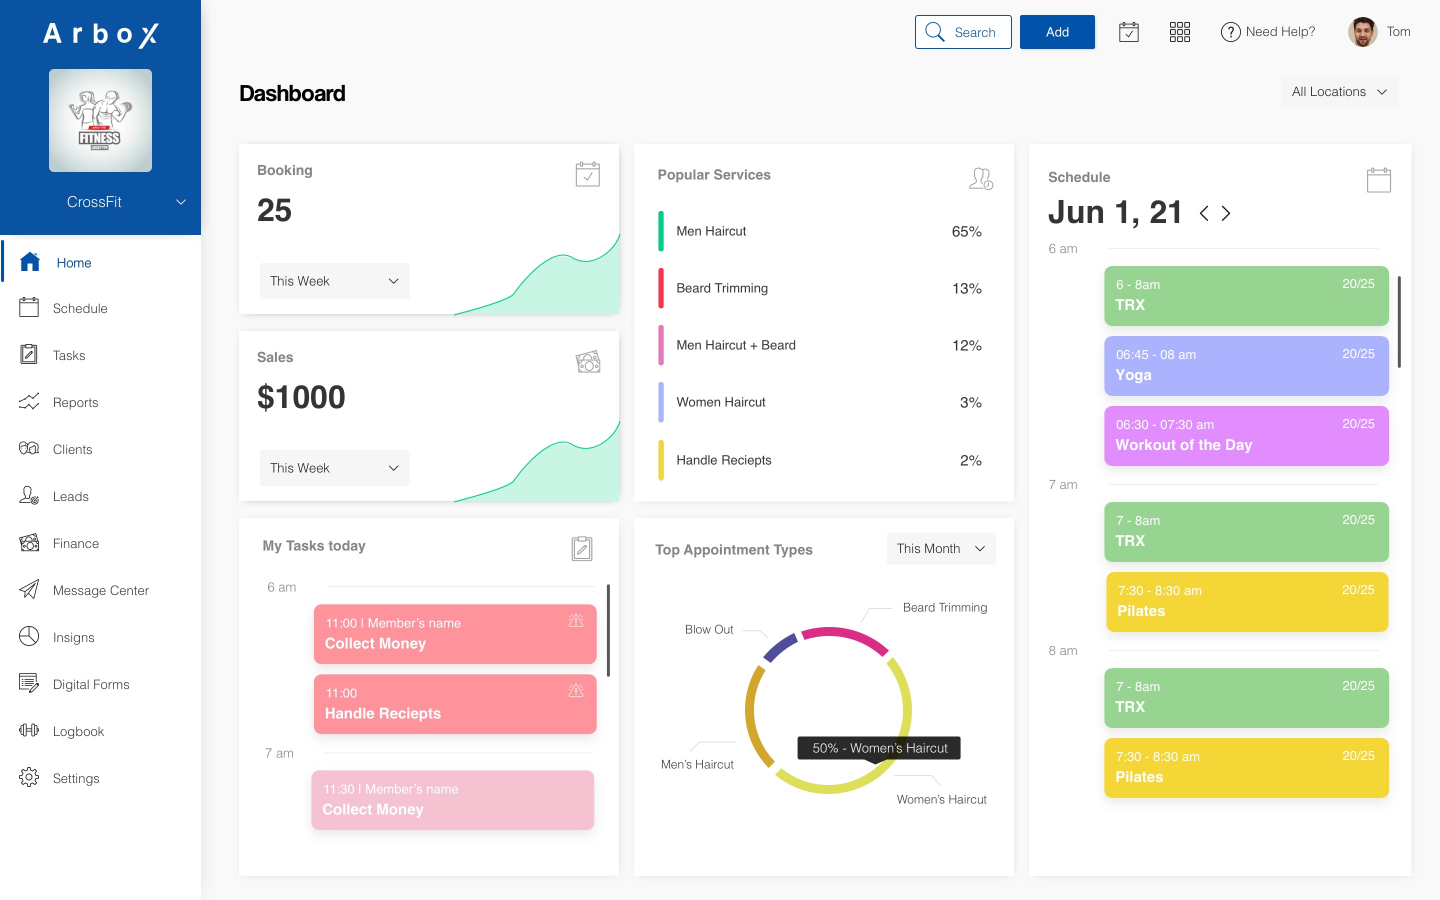 Arbox
FITNESS
CrossFit
Home
Schedule
Tasks
Reports
Clients
Leads
Finance
Message Center
Insigns
Digital Forms
Logbook
Settings
Search
Add
Need Help?
Tom
Dashboard
All Locations
Booking
25
This Week
Sales
$1000
This Week
Popular Services
Men Haircut 65%
Beard Trimming 13%
Men Haircut + Beard 12%
Women Haircut 3%
Handle Reciepts 2%
My Tasks today
6 am
11:00 | Member's name
Collect Money
11:00
Handle Reciepts
7 am
11:30 | Member's name
Collect Money
Top Appointment Types
This Month
Beard Trimming
Blow Out
50% - Women's Haircut
Men's Haircut
Women's Haircut
Schedule
Jun 1, 21
6 am
6 - 8am 20/25
TRX
06:45 - 08 am 20/25
Yoga
06:30 - 07:30 am 20/25
Workout of the Day
7 am
7 - 8am 20/25
TRX
7:30 - 8:30 am 20/25
Pilates
8 am
7 - 8am 20/25
TRX
7:30 - 8:30 am 20/25
Pilates